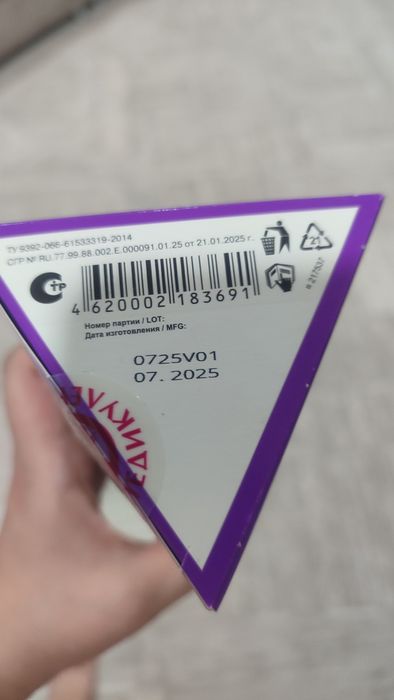 ТУ 9392-066-61533319-2014
СГР № RU.77.99.88.002.Е.000091.01.25 от 21.01.2025 г.
21
4 620002 183691
Номер партии / LOT:
Дата изготовления / MFG:
0725V01
07. 2025